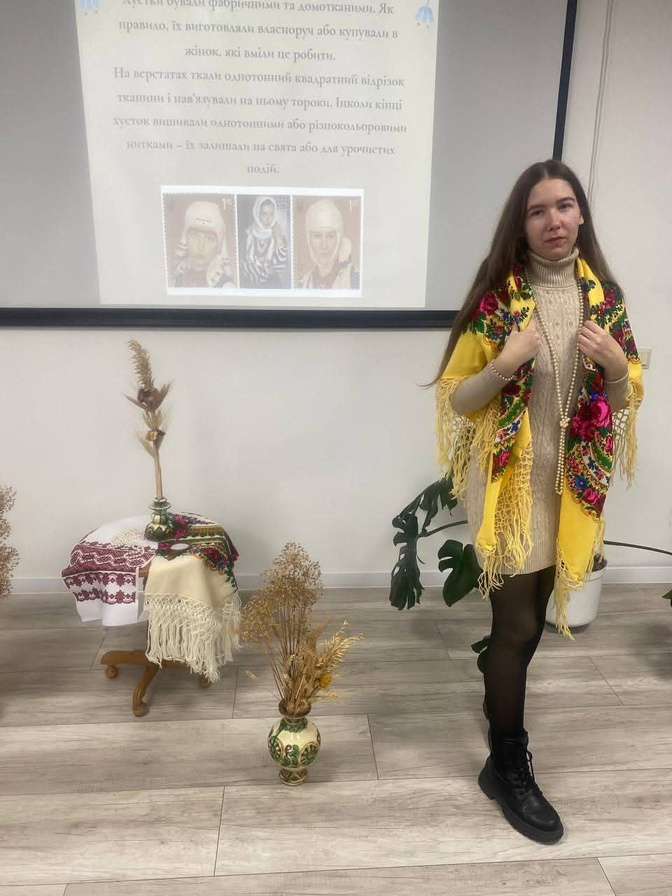 Хустки бували фабричними та домотканими. Як
правило, їх виготовляли власноруч або купували в
жінок, які вміли це робити.
На верстатах ткали однотонний квадратний відрізок
тканини і нав'язували на ньому тороки. Інколи кінці
хусток вишивали однотонними або різнокольоровими
нитками – їх залишали на свята або для урочистих
подій.